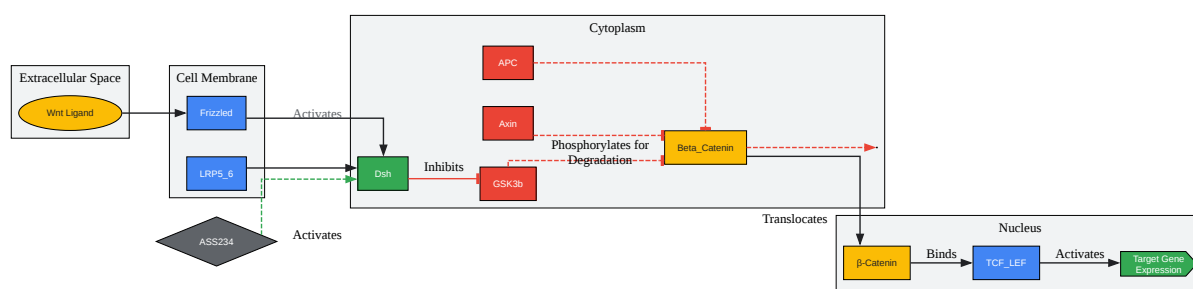 Cytoplasm
Extracellular Space
Cell Membrane
APC
Wnt Ligand
Frizzled
Activates
Axin
Phosphorylates for
Degradation
Beta_Catenin
LRP5_6
Dsh
Inhibits
GSK3b
ASS234
Activates
Translocates
Nucleus
β-Catenin
Binds
TCF_LEF
Activates
Target Gene
Expression